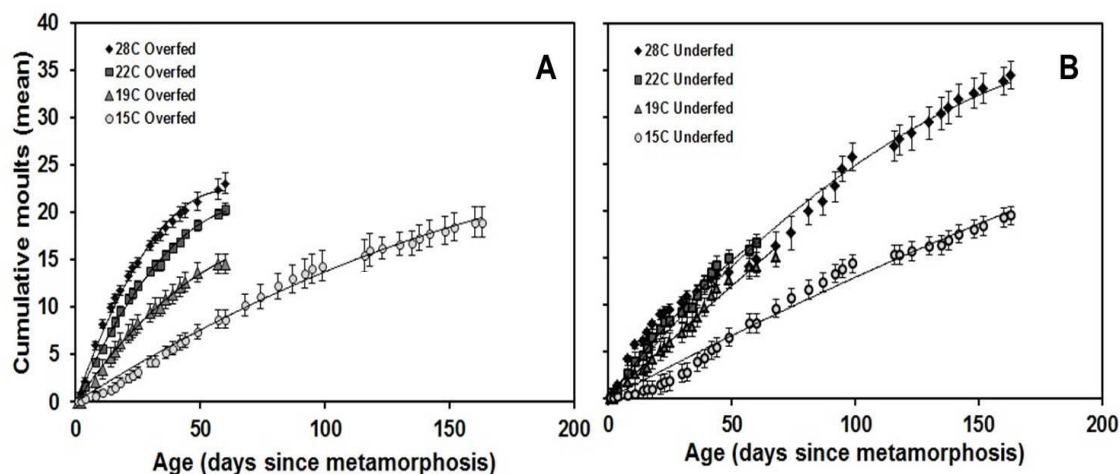 40
35
30
25
20
15
10
5
0
Cumulative moults (mean)
28C Overfed
22C Overfed
19C Overfed
15C Overfed
A
0 50 100 150 200
Age (days since metamorphosis)
28C Underfed
22C Underfed
19C Underfed
15C Underfed
B
0 50 100 150 200
Age (days since metamorphosis)